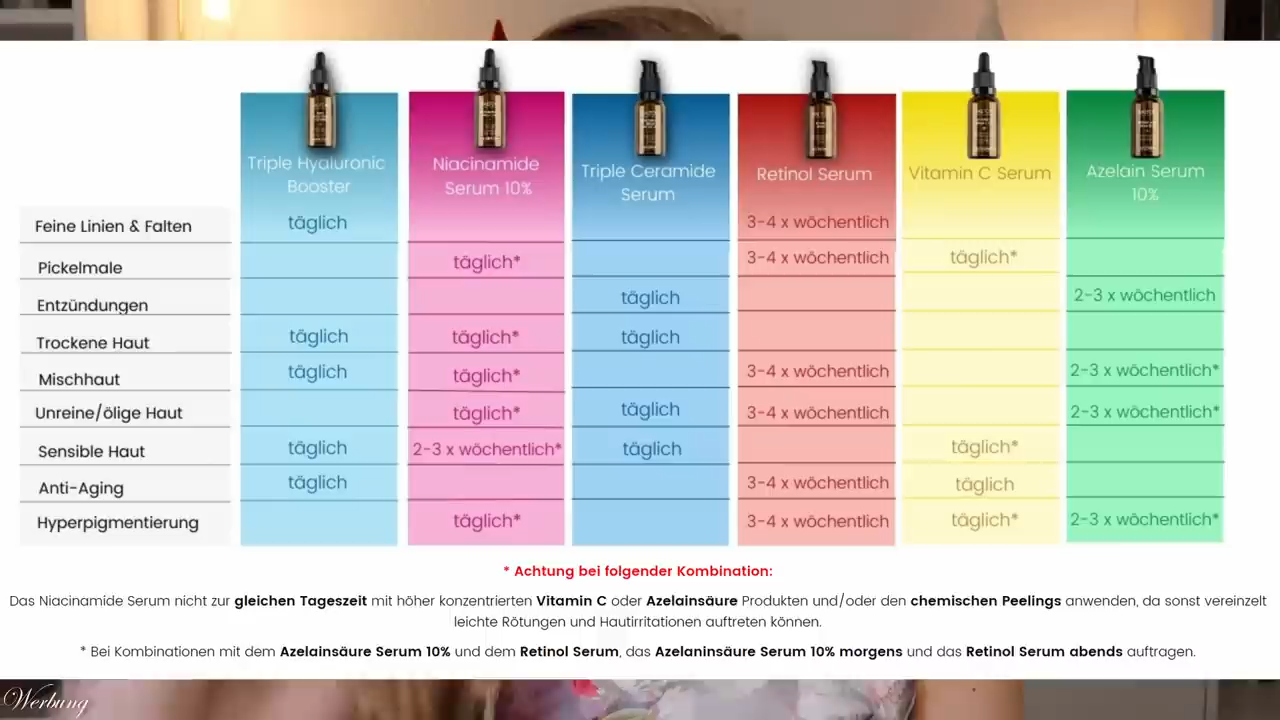 Triple Hyaluronic
Booster
Niacinamide
Serum 10%
Triple Ceramide
Serum
Retinol Serum
Vitamin C Serum
Azelain Serum
10%
Feine Linien & Falten täglich 3-4 x wöchentlich
Pickelmale täglich* 3-4 x wöchentlich täglich*
Entzündungen täglich 2-3 x wöchentlich
Trockene Haut täglich täglich* täglich
Mischhaut täglich täglich* 3-4 x wöchentlich 2-3 x wöchentlich*
Unreine/ölige Haut täglich* täglich 3-4 x wöchentlich 2-3 x wöchentlich*
Sensible Haut täglich 2-3 x wöchentlich* täglich täglich*
Anti-Aging täglich 3-4 x wöchentlich täglich
Hyperpigmentierung täglich* 3-4 x wöchentlich täglich* 2-3 x wöchentlich*
* Achtung bei folgender Kombination:
Das Niacinamide Serum nicht zur gleichen Tageszeit mit höher konzentrierten Vitamin C oder Azelainsäure Produkten und/oder den chemischen Peelings anwenden, da sonst vereinzelt
leichte Rötungen und Hautirritationen auftreten können.
* Bei Kombinationen mit dem Azelainsäure Serum 10% und dem Retinol Serum, das Azelaninsäure Serum 10% morgens und das Retinol Serum abends auftragen.
Werbung